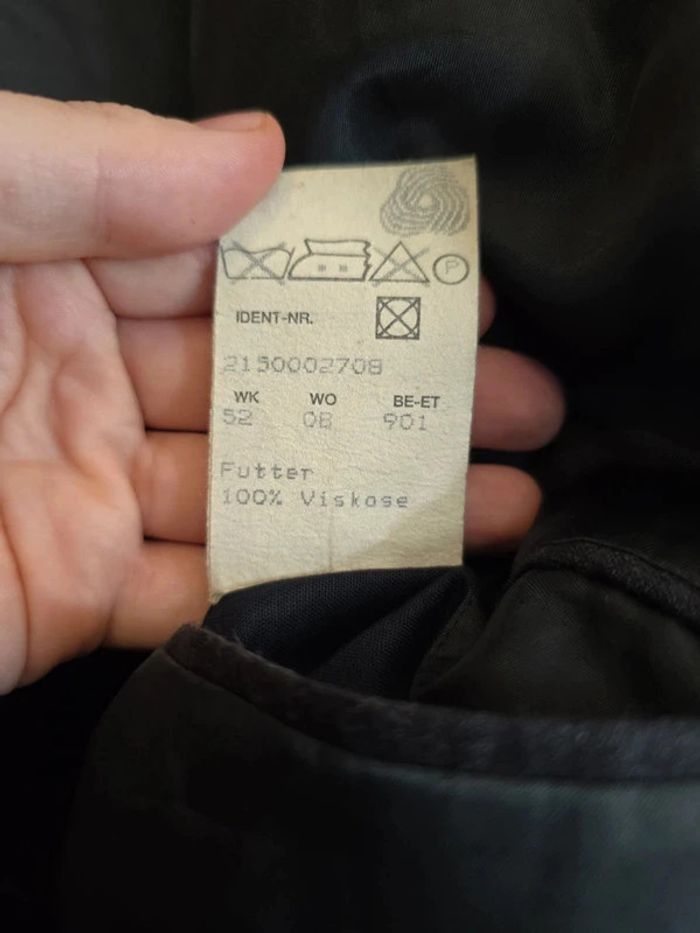 P
IDENT-NR.
2150002708
WK WO BE-ET
52 08 901
Futter
100% Viskose